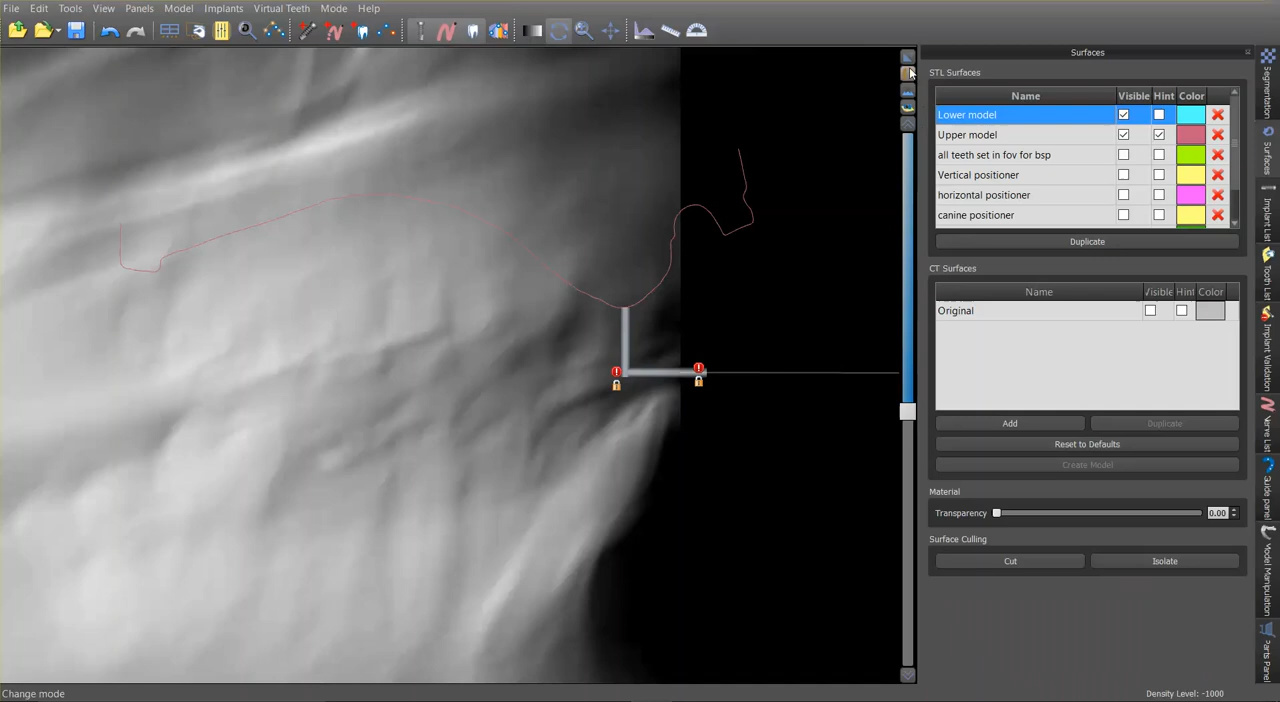 File Edit Tools View Panels Model Implants Virtual Teeth Mode Help
Surfaces
STL Surfaces
Name Visible Hint Color
Lower model
Upper model
all teeth set in fov for bsp
Vertical positioner
horizontal positioner
canine positioner
Duplicate
CT Surfaces
Name Visible Hint Color
Original
Add Duplicate
Reset to Defaults
Create Model
Material
Transparency 0.00
Surface Culling
Cut Isolate
Segmentation
Surfaces
Implant List
Tooth List
Implant Validation
Nerve List
Guide panel
Model Manipulation
Parts Panel
Change mode
Density Level: -1000